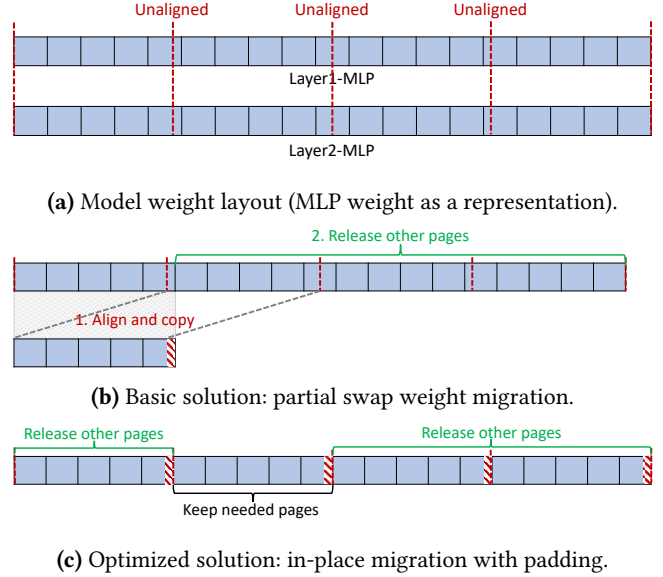 Unaligned Unaligned Unaligned
Layer1-MLP
Layer2-MLP
(a) Model weight layout (MLP weight as a representation).
2. Release other pages
1. Align and copy
(b) Basic solution: partial swap weight migration.
Release other pages Release other pages
Keep needed pages
(c) Optimized solution: in-place migration with padding.